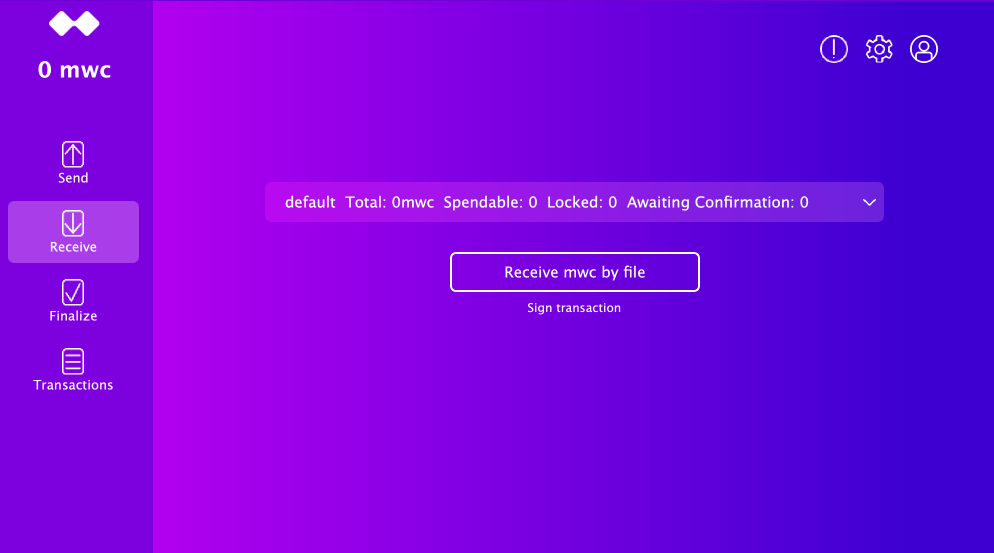 0 mwc
Send
Receive
Finalize
Transactions
default Total: 0mwc Spendable: 0 Locked: 0 Awaiting Confirmation: 0
Receive mwc by file
Sign transaction